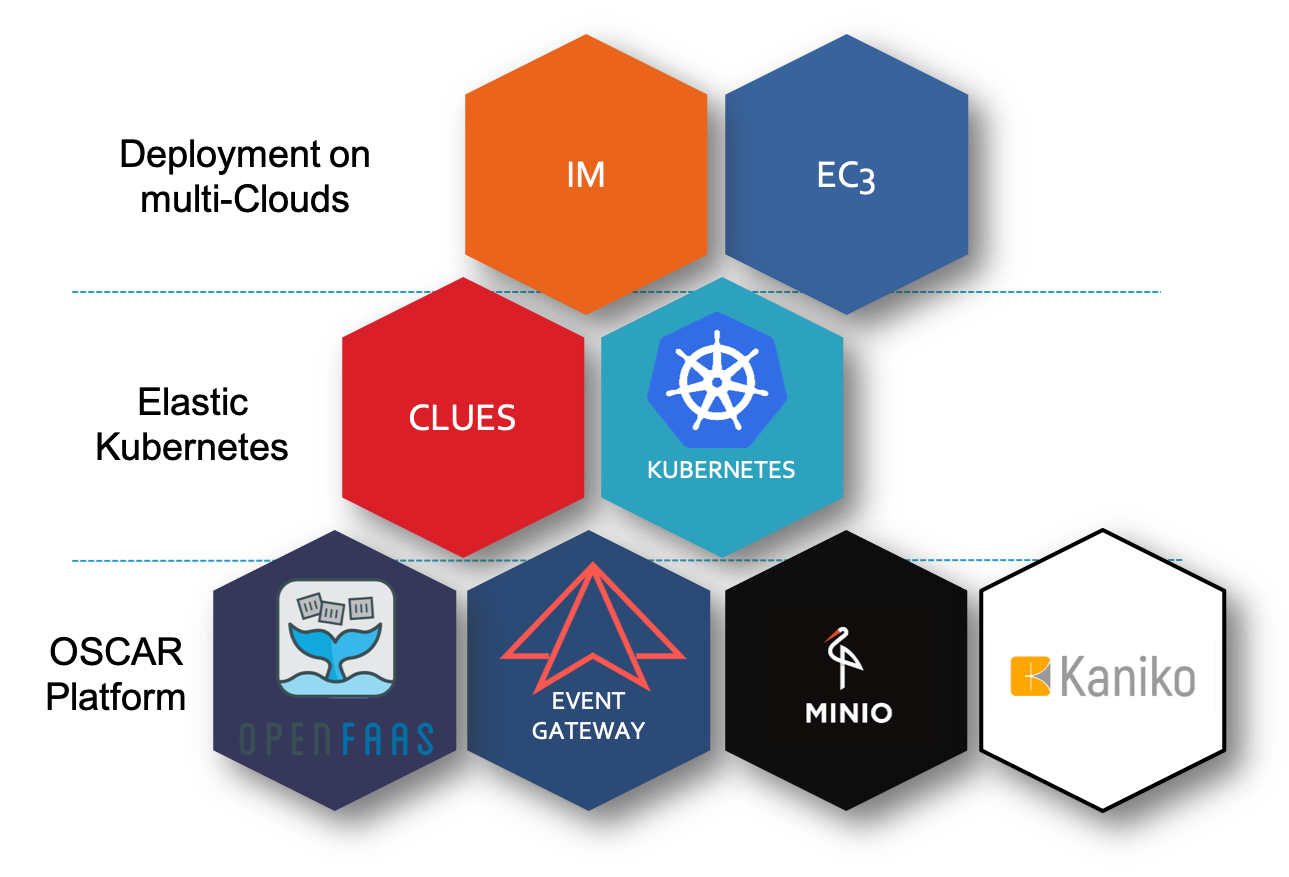 Deployment on
multi-Clouds
IM
EC3
Elastic
Kubernetes
CLUES
KUBERNETES
OSCAR
Platform
OPENFAAS
EVENT
GATEWAY
MINIO
Kaniko